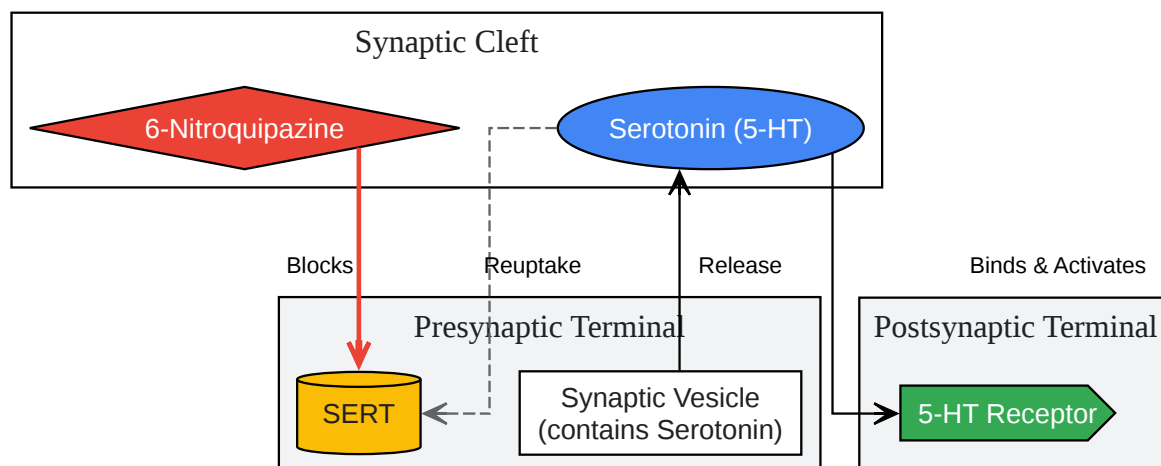 Synaptic Cleft
6-Nitroquipazine
Serotonin (5-HT)
Blocks
Reuptake
Release
Binds & Activates
Presynaptic Terminal
Postsynaptic Terminal
SERT
Synaptic Vesicle
(contains Serotonin)
5-HT Receptor